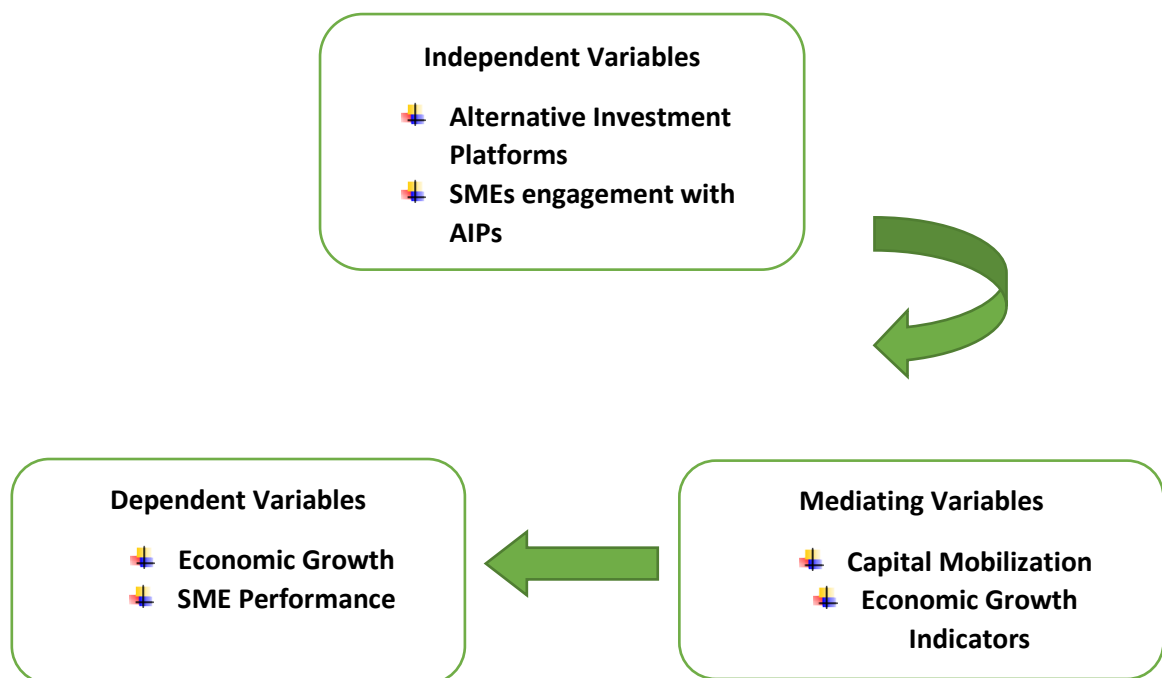 Independent Variables
Alternative Investment
Platforms
SMEs engagement with
AIPs
Dependent Variables
Economic Growth
SME Performance
Mediating Variables
Capital Mobilization
Economic Growth
Indicators